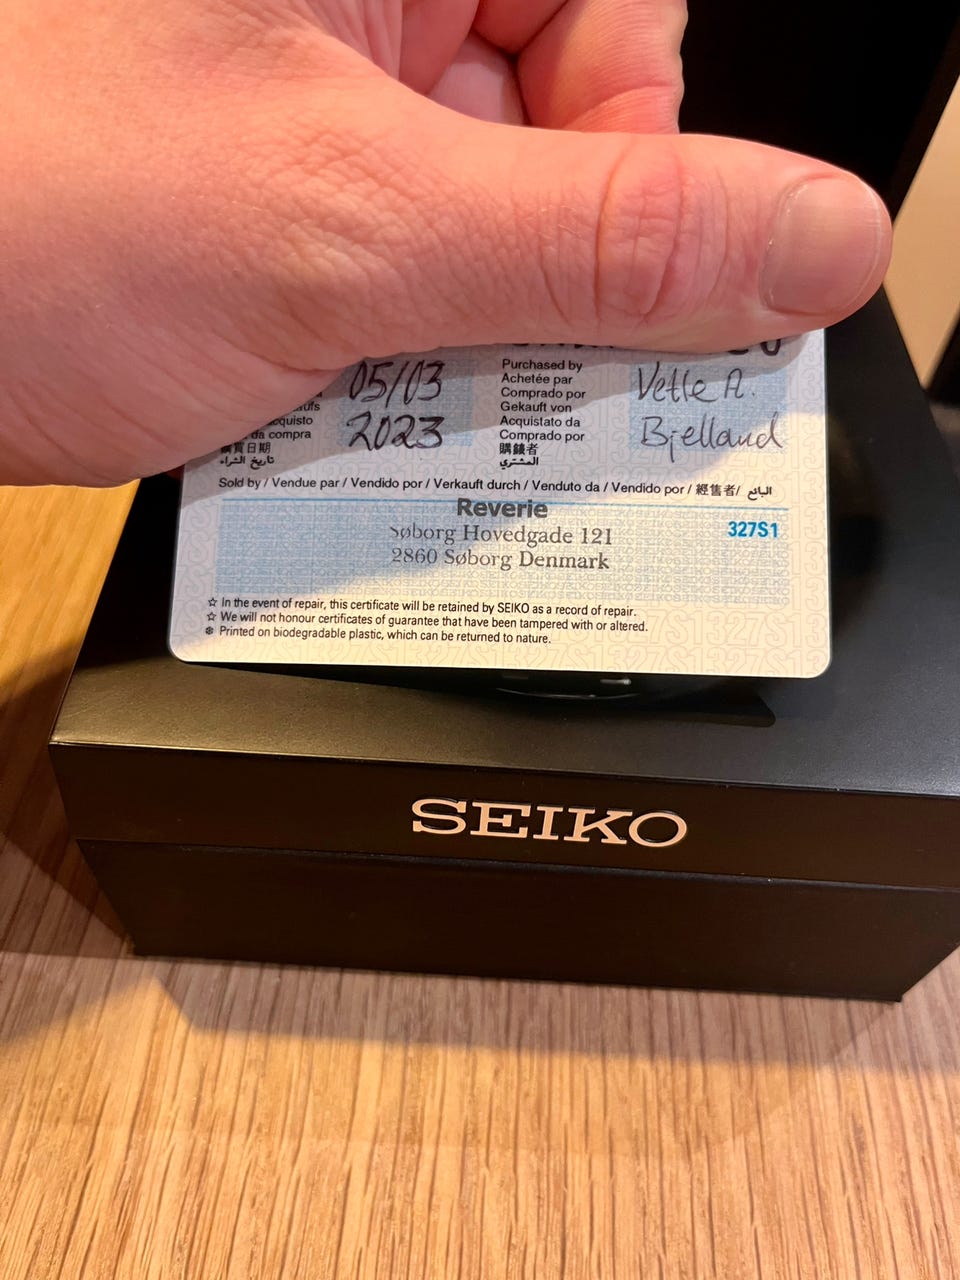 05/03
2023
aufs
cquisto
da compra
購買日期
تاريخ الشراء
Purchased by
Achetée par
Comprado por
Gekauft von
Acquistato da
Comprado por
購錶者
المشتري
Vetle A.
Bjelland
Sold by / Vendue par / Vendido por / Verkauft durch / Venduto da / Vendido por / 經售者/ البائع
Reverie
327S1
Søborg Hovedgade 121
2860 Søborg Denmark
☆ In the event of repair, this certificate will be retained by SEIKO as a record of repair.
☆ We will not honour certificates of guarantee that have been tampered with or altered.
❆ Printed on biodegradable plastic, which can be returned to nature.
SEIKO